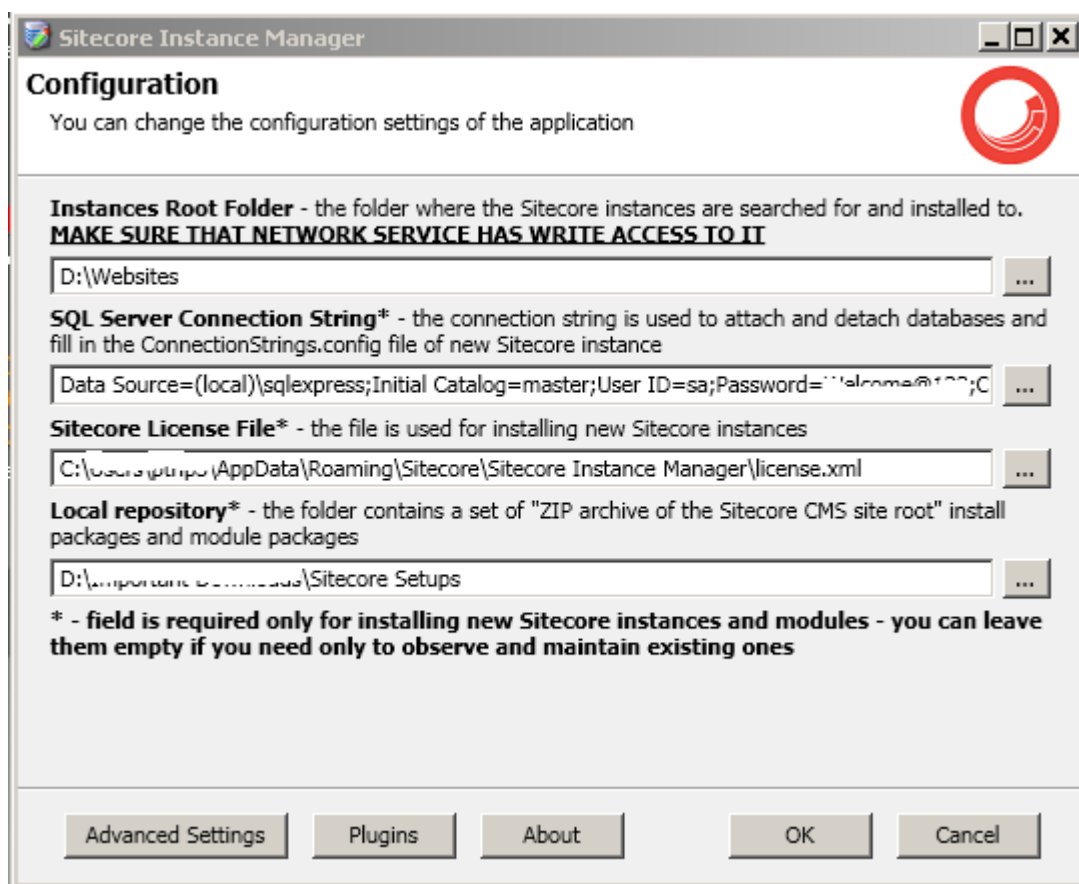 Sitecore Instance Manager
Configuration
You can change the configuration settings of the application
Instances Root Folder - the folder where the Sitecore instances are searched for and installed to.
MAKE SURE THAT NETWORK SERVICE HAS WRITE ACCESS TO IT
D:\Websites
...
SQL Server Connection String* - the connection string is used to attach and detach databases and
fill in the ConnectionStrings.config file of new Sitecore instance
Data Source=(local)\sqlexpress;Initial Catalog=master;User ID=sa;Password= ;C
...
Sitecore License File* - the file is used for installing new Sitecore instances
C:\ \AppData\Roaming\Sitecore\Sitecore Instance Manager\license.xml
...
Local repository* - the folder contains a set of "ZIP archive of the Sitecore CMS site root" install
packages and module packages
D:\ \Sitecore Setups
...
* - field is required only for installing new Sitecore instances and modules - you can leave
them empty if you need only to observe and maintain existing ones
Advanced Settings Plugins About OK Cancel